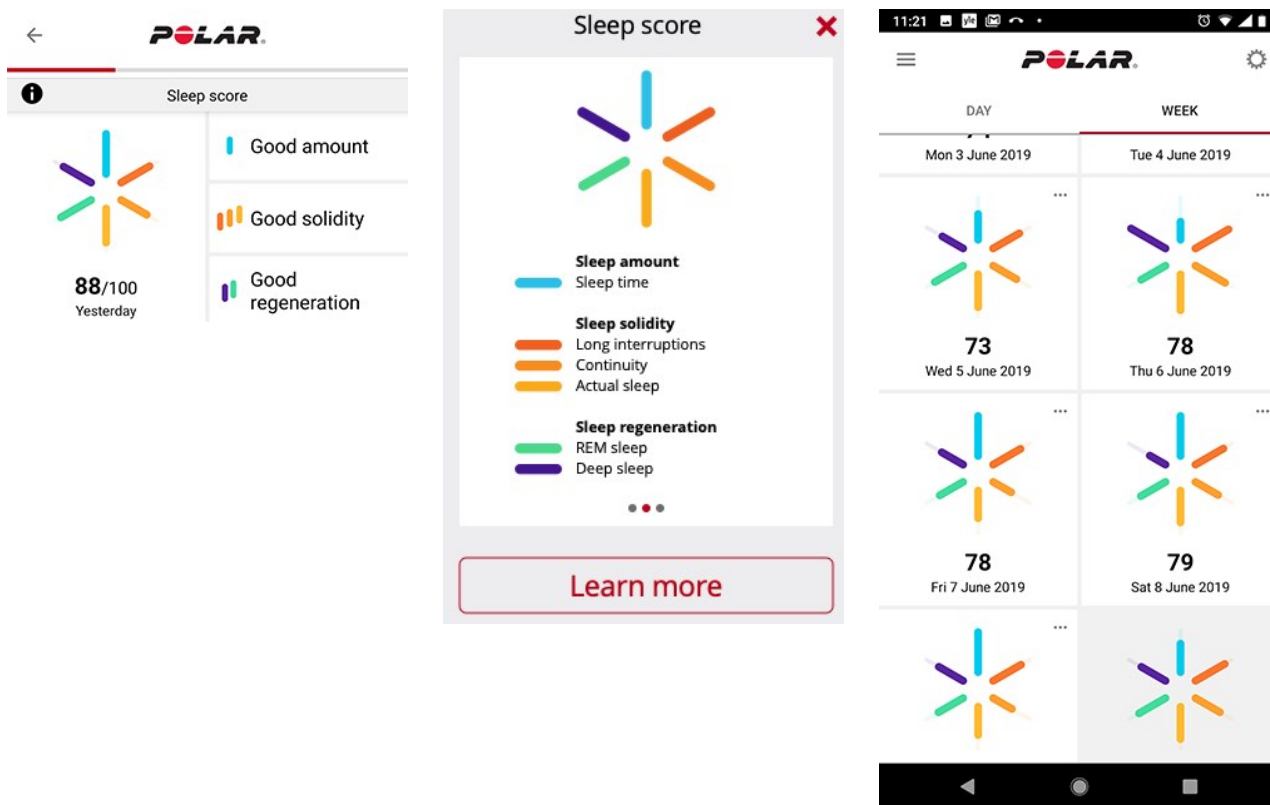 POLAR
Sleep score
Good amount
Good solidity
Good
regeneration
88/100
Yesterday
Sleep score
Sleep amount
Sleep time
Sleep solidity
Long interruptions
Continuity
Actual sleep
Sleep regeneration
REM sleep
Deep sleep
Learn more
11:21
yle
POLAR
DAY
WEEK
Mon 3 June 2019
Tue 4 June 2019
73
Wed 5 June 2019
78
Thu 6 June 2019
78
Fri 7 June 2019
79
Sat 8 June 2019